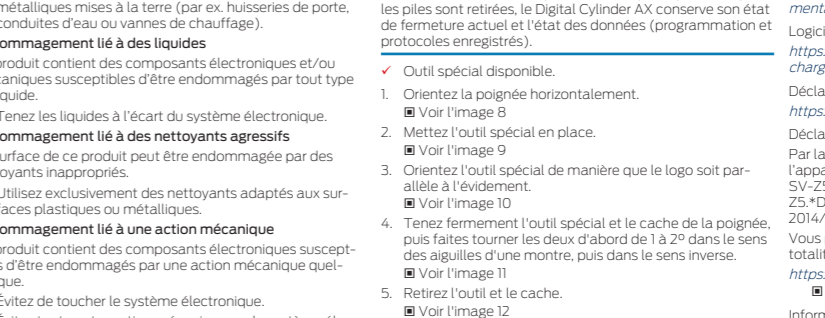 métalliques mises à la terre (par ex. huisseries de porte,
conduites d'eau ou vannes de chauffage).
ommagement lié à des liquides
produit contient des composants électroniques et/ou
caniques susceptibles d'être endommagés par tout type
iquide.
Tenez les liquides à l'écart du système électronique.
ommagement lié à des nettoyants agressifs
urface de ce produit peut être endommagée par des
oyants inappropriés.
Utilisez exclusivement des nettoyants adaptés aux sur-
faces plastiques ou métalliques.
ommagement lié à une action mécanique
produit contient des composants électroniques suscept-
s d'être endommagés par une action mécanique quel-
que.
Évitez de toucher le système électronique.
les piles sont retirées, le Digital Cylinder AX conserve son état
de fermeture actuel et l'état des données (programmation et
protocoles enregistrés).
✓ Outil spécial disponible.
1. Orientez la poignée horizontalement.
▣ Voir l'image 8
2. Mettez l'outil spécial en place.
▣ Voir l'image 9
3. Orientez l'outil spécial de manière que le logo soit par-
allèle à l'évidement.
▣ Voir l'image 10
4. Tenez fermement l'outil spécial et le cache de la poignée,
puis faites tourner les deux d'abord de 1 à 2º dans le sens
des aiguilles d'une montre, puis dans le sens inverse.
▣ Voir l'image 11
5. Retirez l'outil et le cache.
▣ Voir l'image 12
ment
Logici
https.
charg
Décla
https.
Décla
Par la
l'appa
SV-Z5
Z5.*D
2014/
Vous
totalit
https.
▣
Inforn